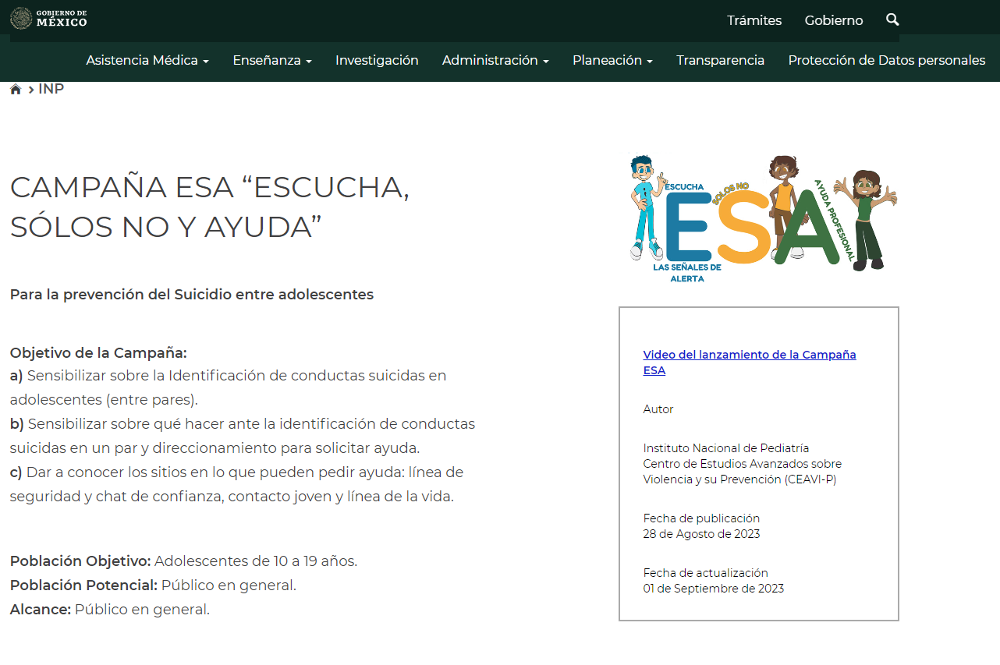 GOBIERNO DE
MÉXICO
Trámites
Gobierno
Asistencia Médica
Enseñanza
Investigación
Administración
Planeación
Transparencia
Protección de Datos personales
INP
CAMPAÑA ESA “ESCUCHA,
SÓLOS NO Y AYUDA”
Para la prevención del Suicidio entre adolescentes
Objetivo de la Campaña:
a) Sensibilizar sobre la Identificación de conductas suicidas en
adolescentes (entre pares).
b) Sensibilizar sobre qué hacer ante la identificación de conductas
suicidas en un par y direccionamiento para solicitar ayuda.
c) Dar a conocer los sitios en lo que pueden pedir ayuda: línea de
seguridad y chat de confianza, contacto joven y línea de la vida.
Población Objetivo: Adolescentes de 10 a 19 años.
Población Potencial: Público en general.
Alcance: Público en general.
ESCUCHA
SOLOS NO
AYUDA PROFESIONAL
ESA
LAS SEÑALES DE
ALERTA
Video del lanzamiento de la Campaña
ESA
Autor
Instituto Nacional de Pediatría
Centro de Estudios Avanzados sobre
Violencia y su Prevención (CEAVI-P)
Fecha de publicación
28 de Agosto de 2023
Fecha de actualización
01 de Septiembre de 2023